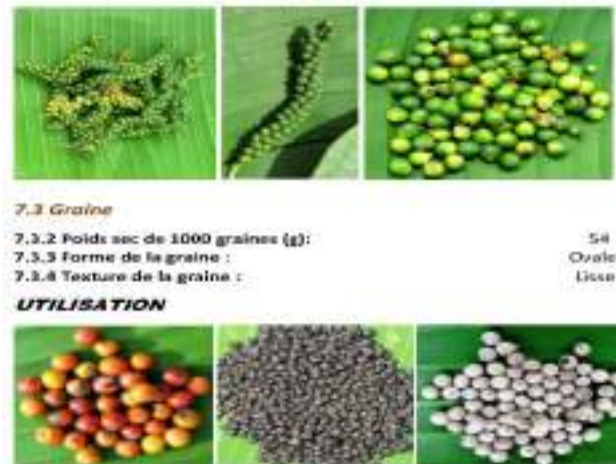 7.3 Graine
7.3.2 Poids sec de 1000 graines (g): 54
7.3.3 Forme de la graine : Ovale
7.3.4 Texture de la graine : Lisse
UTILISATION